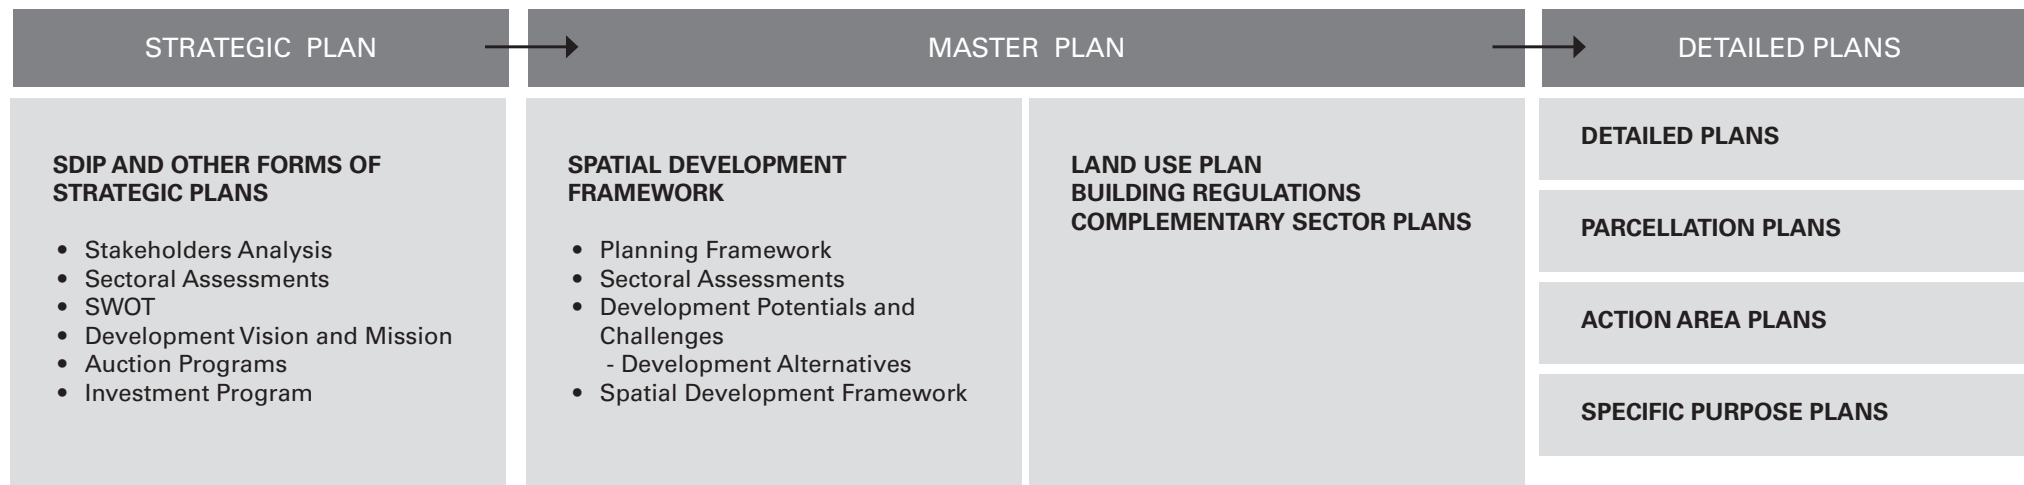 STRATEGIC PLAN
MASTER PLAN
DETAILED PLANS
SDIP AND OTHER FORMS OF
STRATEGIC PLANS
• Stakeholders Analysis
• Sectoral Assessments
• SWOT
• Development Vision and Mission
• Auction Programs
• Investment Program
SPATIAL DEVELOPMENT
FRAMEWORK
• Planning Framework
• Sectoral Assessments
• Development Potentials and
Challenges
- Development Alternatives
• Spatial Development Framework
LAND USE PLAN
BUILDING REGULATIONS
COMPLEMENTARY SECTOR PLANS
DETAILED PLANS
PARCELLATION PLANS
ACTION AREA PLANS
SPECIFIC PURPOSE PLANS